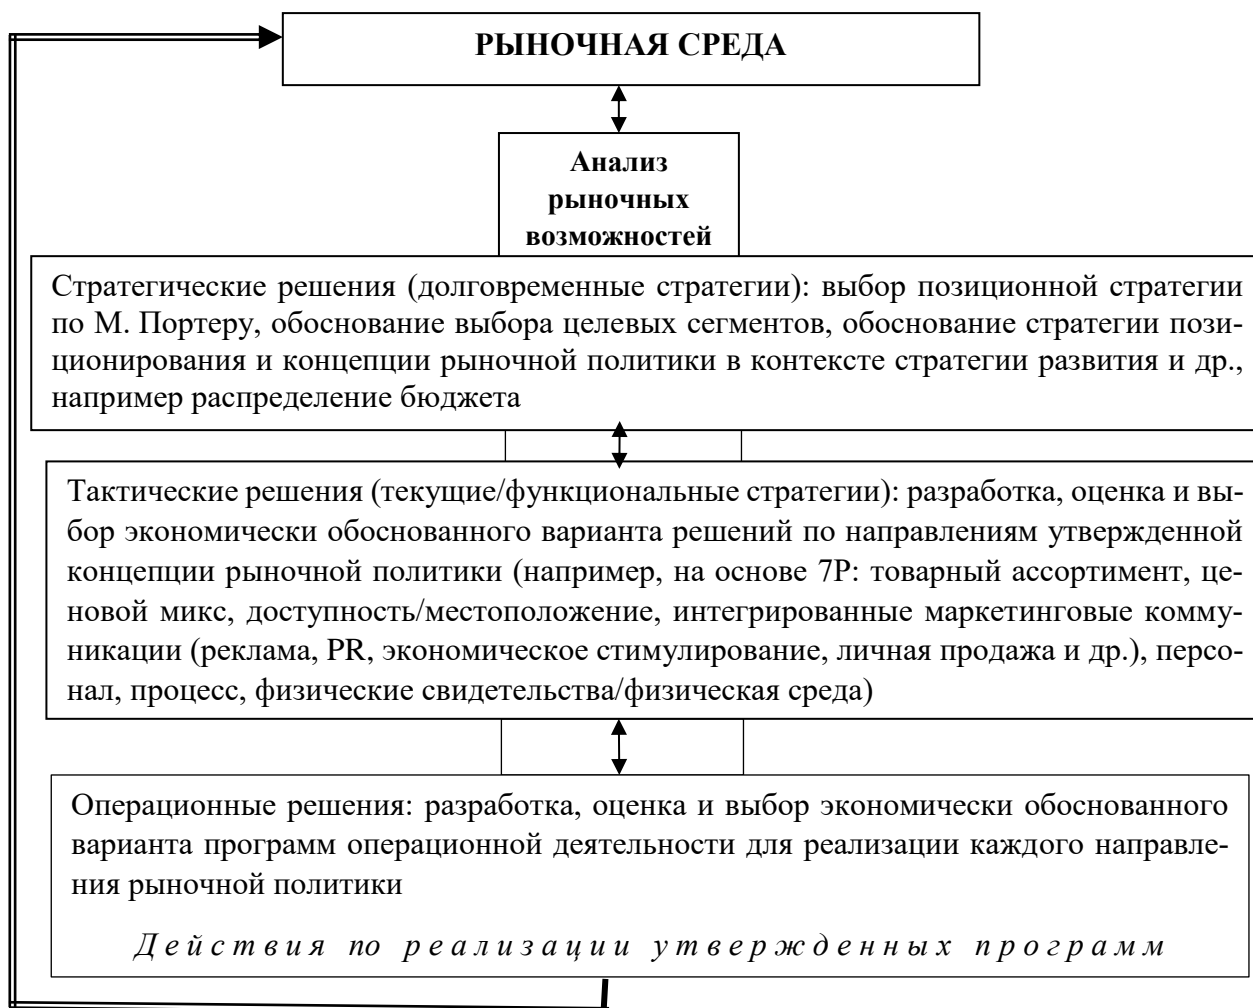 РЫНОЧНАЯ СРЕДА
Анализ
рыночных
возможностей
Стратегические решения (долговременные стратегии): выбор позиционной стратегии
по М. Портеру, обоснование выбора целевых сегментов, обоснование стратегии пози-
ционирования и концепции рыночной политики в контексте стратегии развития и др.,
например распределение бюджета
Тактические решения (текущие/функциональные стратегии): разработка, оценка и вы-
бор экономически обоснованного варианта решений по направлениям утвержденной
концепции рыночной политики (например, на основе 7Р: товарный ассортимент, це-
новой микс, доступность/местоположение, интегрированные маркетинговые комму-
никации (реклама, PR, экономическое стимулирование, личная продажа и др.), персо-
нал, процесс, физические свидетельства/физическая среда)
Операционные решения: разработка, оценка и выбор экономически обоснованного
варианта программ операционной деятельности для реализации каждого направле-
ния рыночной политики
Действия по реализации утвержденных программ